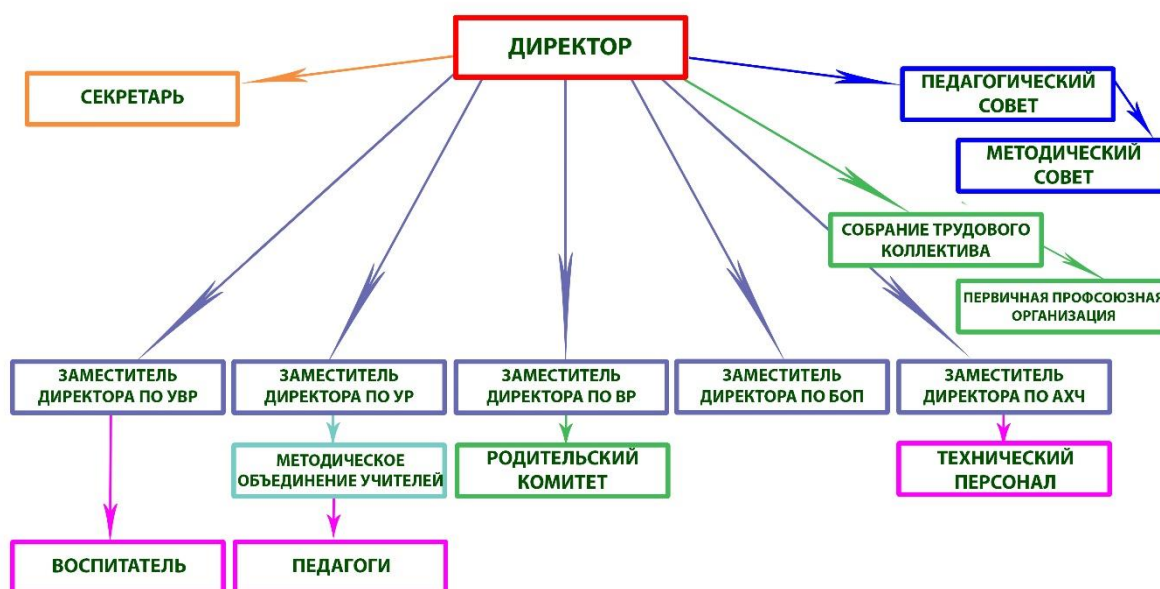 ДИРЕКТОР
СЕКРЕТАРЬ
ПЕДАГОГИЧЕСКИЙ
СОВЕТ
МЕТОДИЧЕСКИЙ
СОВЕТ
СОБРАНИЕ ТРУДОВОГО
КОЛЛЕКТИВА
ПЕРВИЧНАЯ ПРОФСОЮЗНАЯ
ОРГАНИЗАЦИЯ
ЗАМЕСТИТЕЛЬ
ДИРЕКТОРА ПО УВР
ЗАМЕСТИТЕЛЬ
ДИРЕКТОРА ПО УР
ЗАМЕСТИТЕЛЬ
ДИРЕКТОРА ПО ВР
ЗАМЕСТИТЕЛЬ
ДИРЕКТОРА ПО БОП
ЗАМЕСТИТЕЛЬ
ДИРЕКТОРА ПО АХЧ
МЕТОДИЧЕСКОЕ
ОБЪЕДИНЕНИЕ УЧИТЕЛЕЙ
РОДИТЕЛЬСКИЙ
КОМИТЕТ
ТЕХНИЧЕСКИЙ
ПЕРСОНАЛ
ВОСПИТАТЕЛЬ
ПЕДАГОГИ